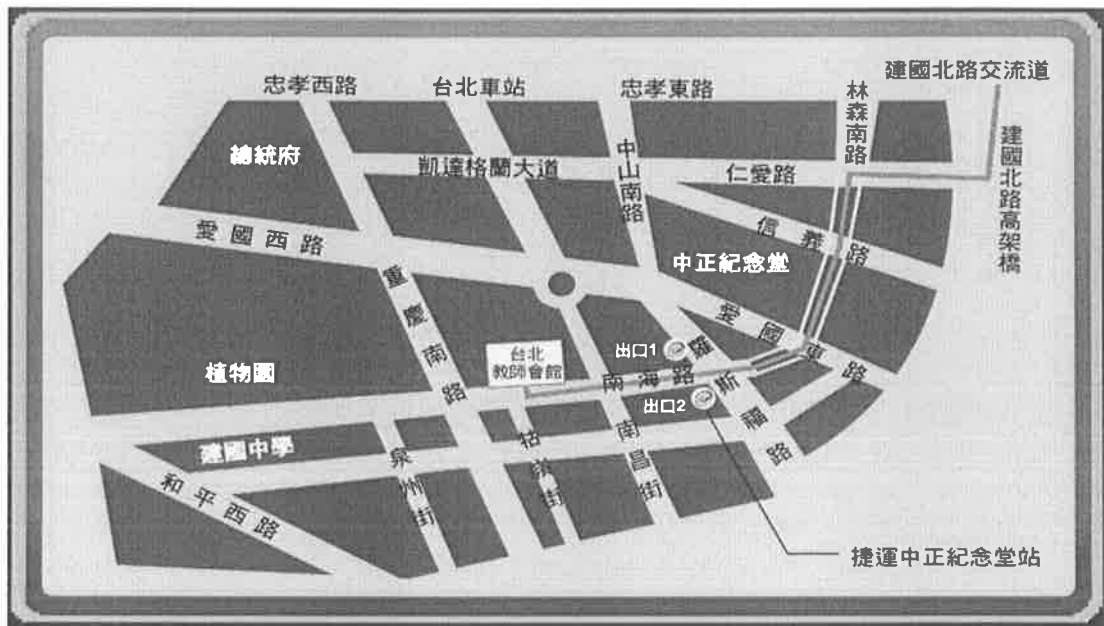 忠孝西路
台北車站
忠孝東路
建國北路交流道
林森南路
建國北路高架橋
總統府
凱達格蘭大道
中山南路
仁愛路
信義路
愛國西路
中正紀念堂
重慶南路
愛國東路
台北
教師會館
出口1
羅斯福路
植物園
南海路
出口2
建國中學
泉州街
牯嶺街
南昌街
和平西路
捷運中正紀念堂站